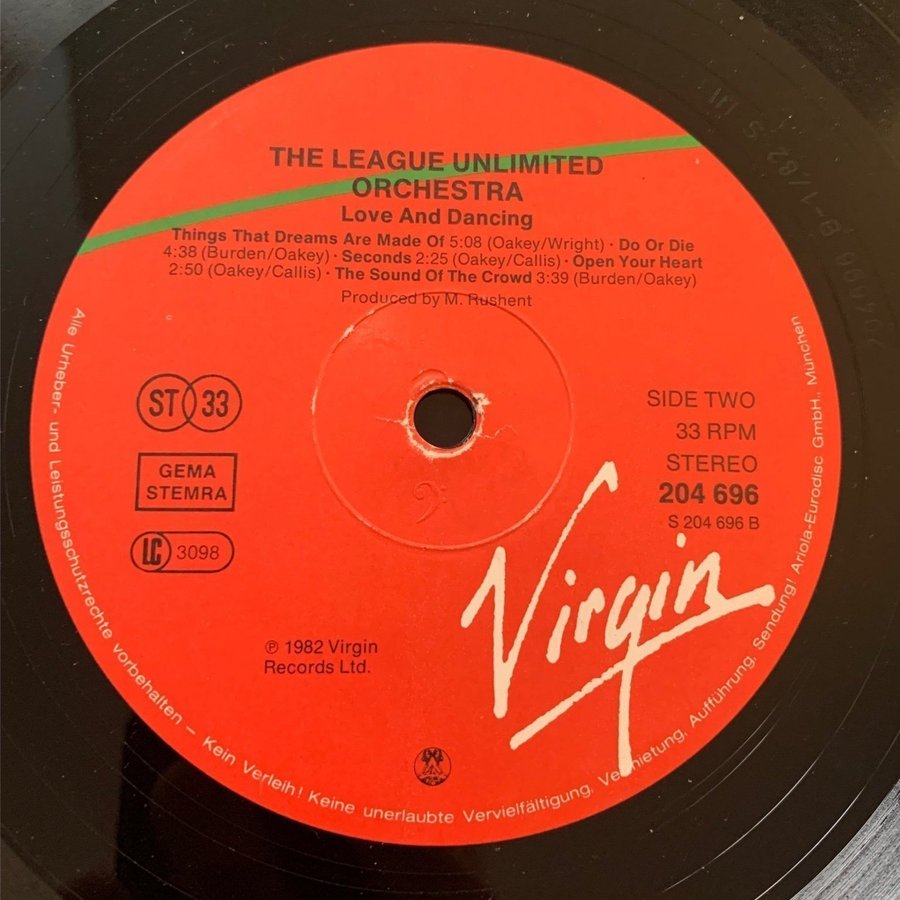 THE LEAGUE UNLIMITED
ORCHESTRA
Love And Dancing
Things That Dreams Are Made Of 5:08 (Oakey/Wright) · Do Or Die
4:38 (Burden/Oakey) · Seconds 2:25 (Oakey/Callis) · Open Your Heart
2:50 (Oakey/Callis) · The Sound Of The Crowd 3:39 (Burden/Oakey)
Produced by M. Rushent
ST 33
GEMA
STEMRA
LC 3098
SIDE TWO
33 RPM
STEREO
204 696
S 204 696 B
Virgin
℗ 1982 Virgin
Records Ltd.
Alle Urheber- und Leistungsschutzrechte vorbehalten – Kein Verleih! Keine unerlaubte Vervielfältigung, Vermietung, Aufführung, Sendung! Ariola-Eurodisc GmbH., München